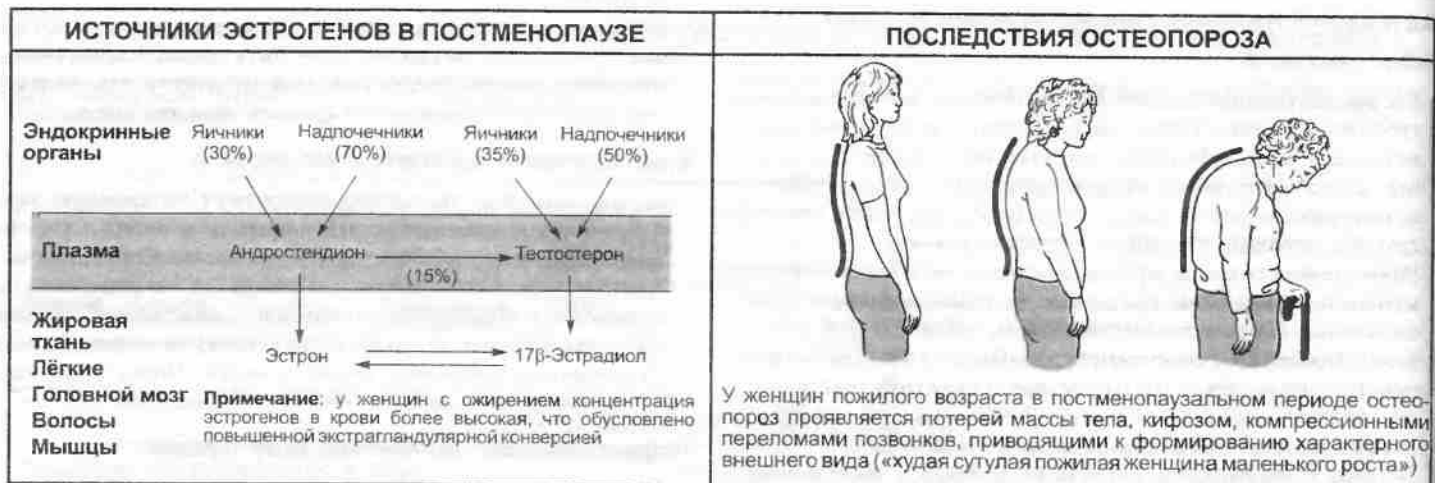 ИСТОЧНИКИ ЭСТРОГЕНОВ В ПОСТМЕНОПАУЗЕ
Эндокринные органы
Яичники (30%)
Надпочечники (70%)
Яичники (35%)
Надпочечники (50%)
Плазма
Андростендион
(15%)
Тестостерон
Жировая
ткань
Лёгкие
Головной мозг
Волосы
Мышцы
Эстрон
17β-Эстрадиол
Примечание: у женщин с ожирением концентрация
эстрогенов в крови более высокая, что обусловлено
повышенной экстрагландулярной конверсией
ПОСЛЕДСТВИЯ ОСТЕОПОРОЗА
У женщин пожилого возраста в постменопаузальном периоде остео-
пороз проявляется потерей массы тела, кифозом, компрессионными
переломами позвонков, приводящими к формированию характерного
внешнего вида («худая сутулая пожилая женщина маленького роста»)